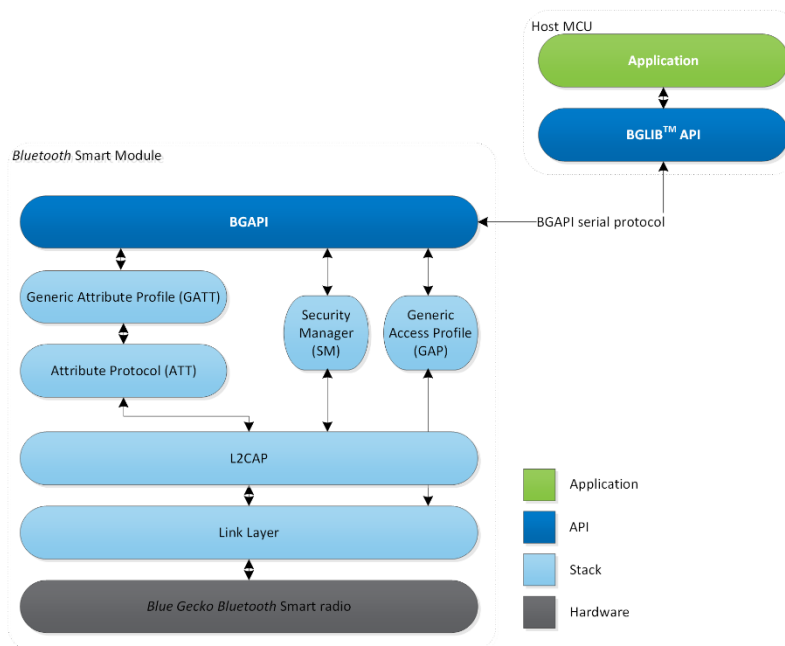 Host MCU
Application
BGLIB™ API
BGAPI serial protocol
Bluetooth Smart Module
BGAPI
Generic Attribute Profile (GATT)
Attribute Protocol (ATT)
Security
Manager
(SM)
Generic
Access Profile
(GAP)
L2CAP
Link Layer
Blue Gecko Bluetooth Smart radio
Application
API
Stack
Hardware